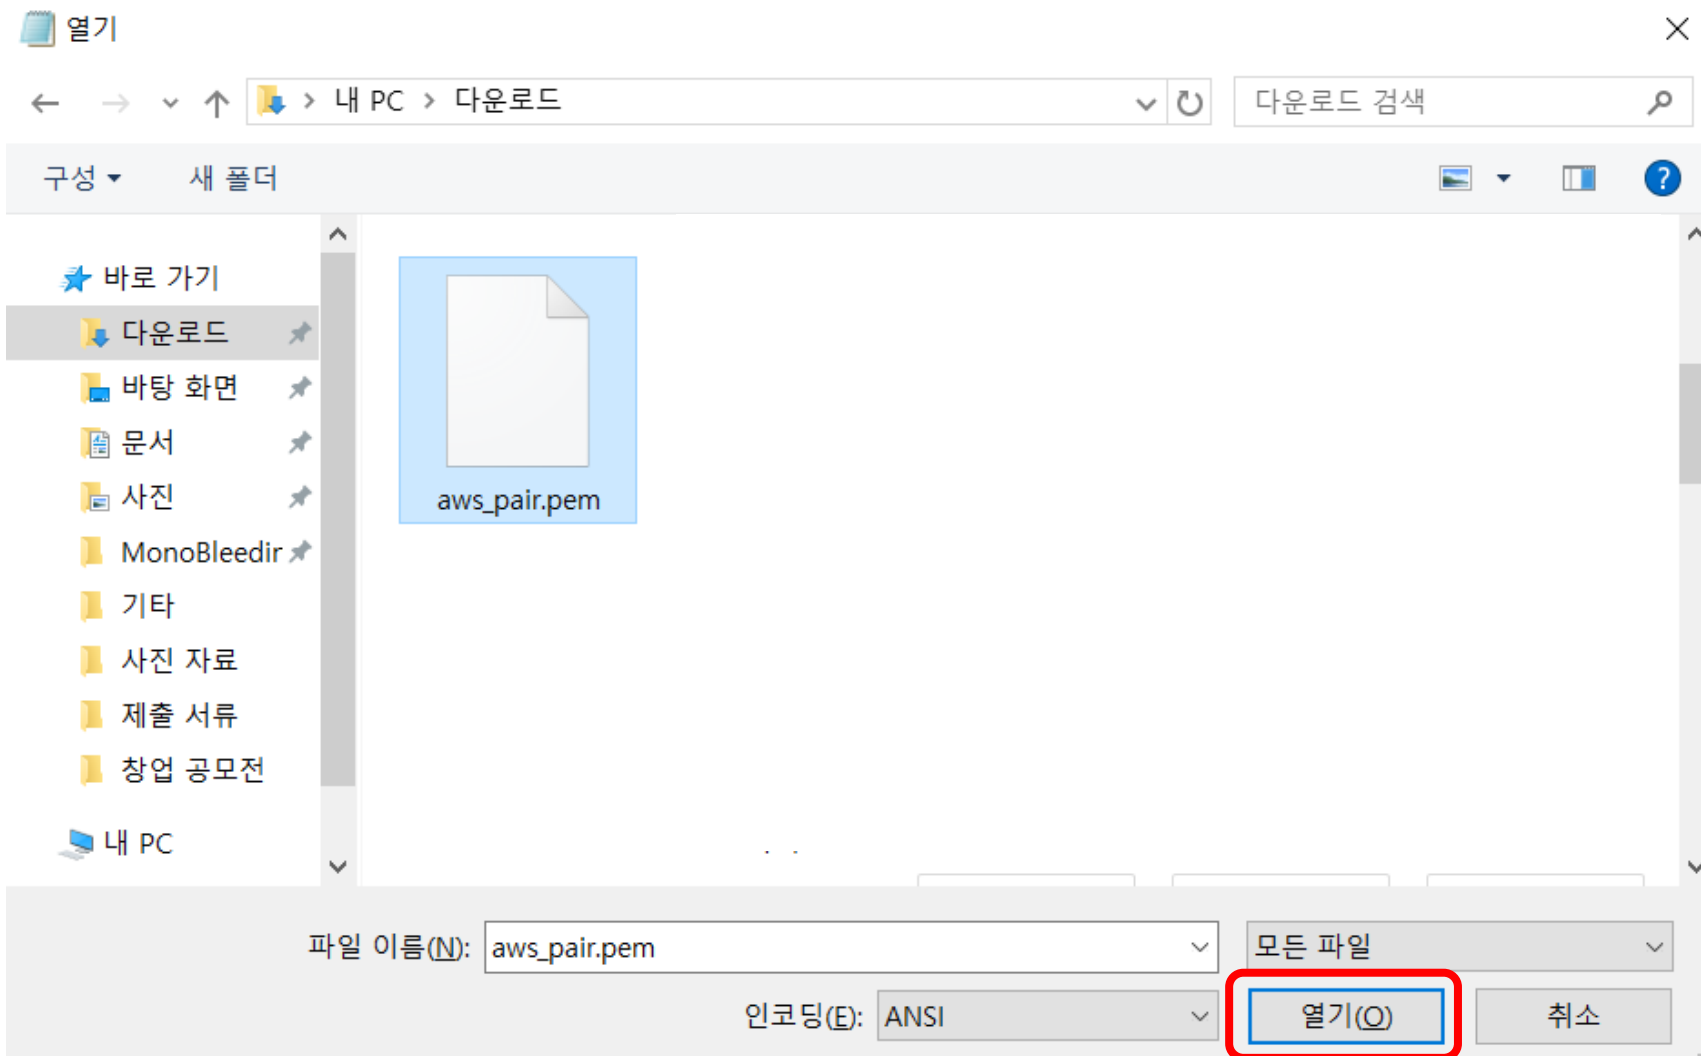 열기
내 PC > 다운로드
다운로드 검색
구성
새 폴더
바로 가기
다운로드
바탕 화면
문서
사진
MonoBleedir
기타
사진 자료
제출 서류
창업 공모전
내 PC
aws_pair.pem
파일 이름(N): aws_pair.pem
모든 파일
인코딩(E): ANSI
열기(O)
취소